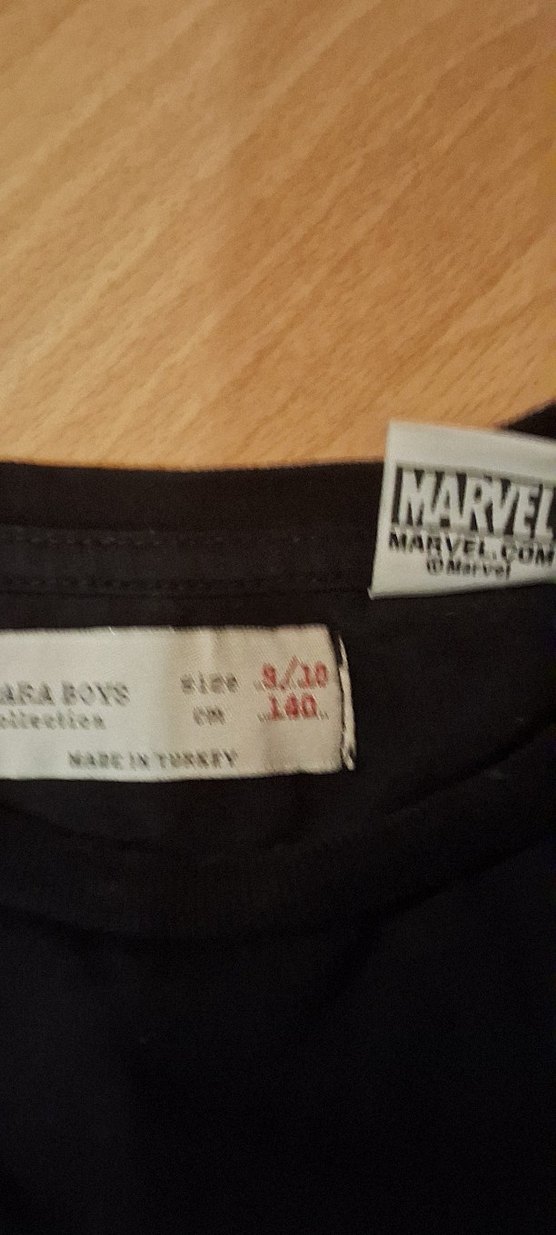 MARVEL
MARVEL.COM
©Marvel
ARA BOYS size 9/10
ollection cm 140
MADE IN TURKEY